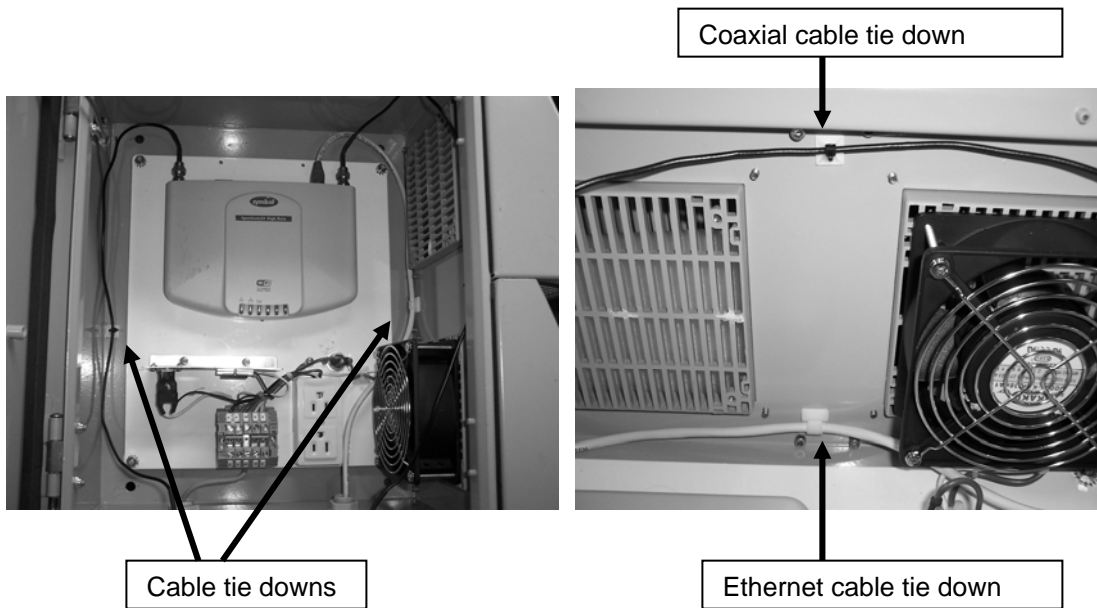 Coaxial cable tie down
symbol
Cable tie downs
Ethernet cable tie down